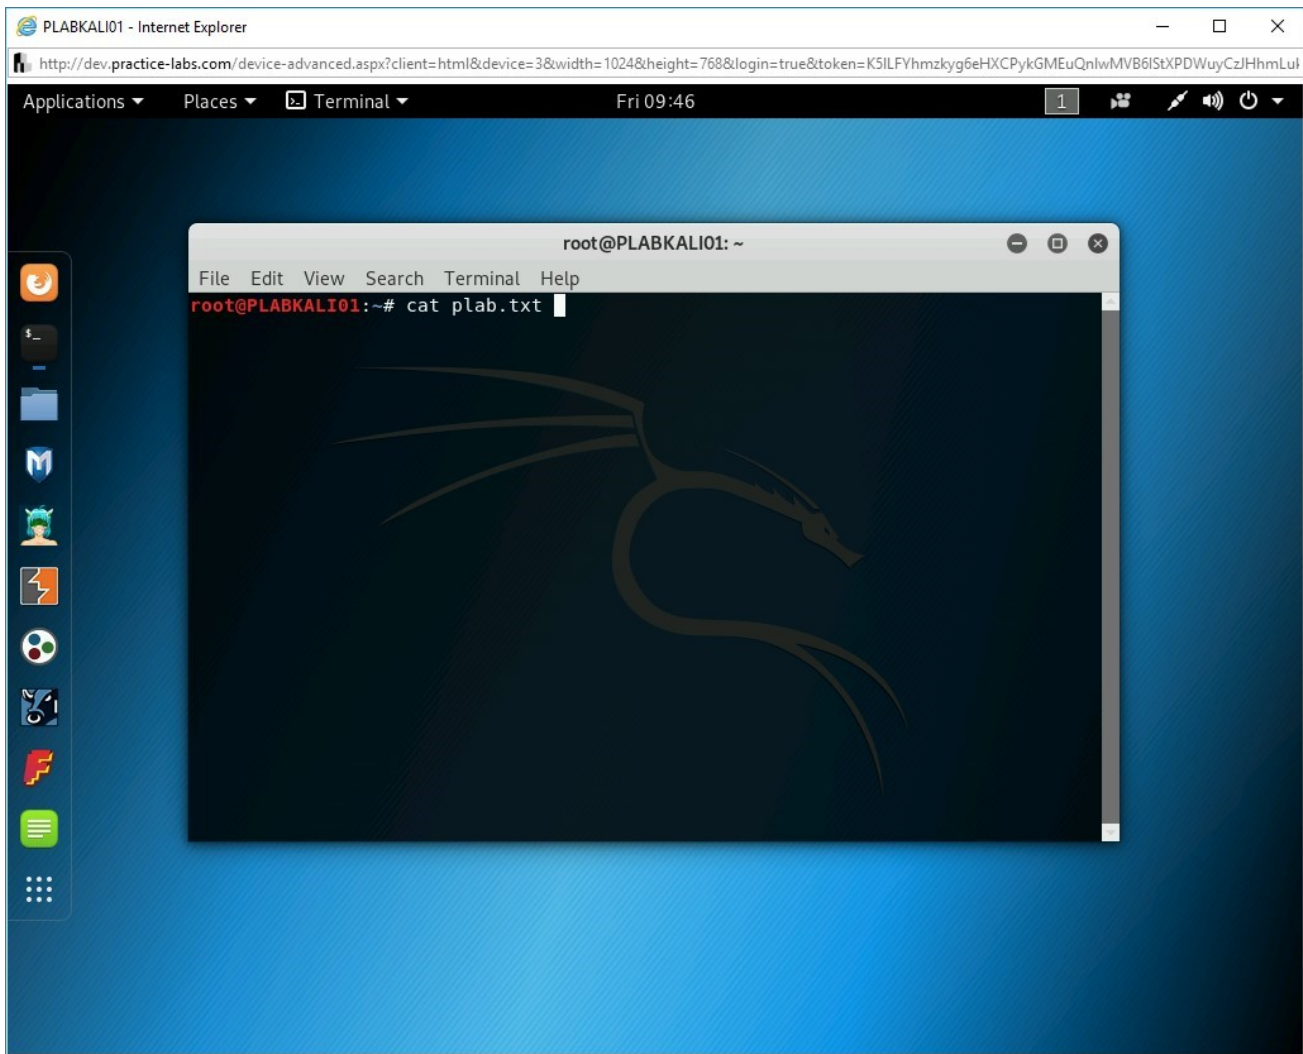 PLABKALI01 - Internet Explorer
http://dev.practice-labs.com/device-advanced.aspx?client=html&device=3&width=1024&height=768&login=true&token=K5ILFYhmzkyg6eHXCPykGMEuQnIwMVB6IStXPDWuyCzJHhmLuk
Applications Places Terminal Fri 09:46 1
root@PLABKALI01: ~
File Edit View Search Terminal Help
root@PLABKALI01:~# cat plab.txt
$_